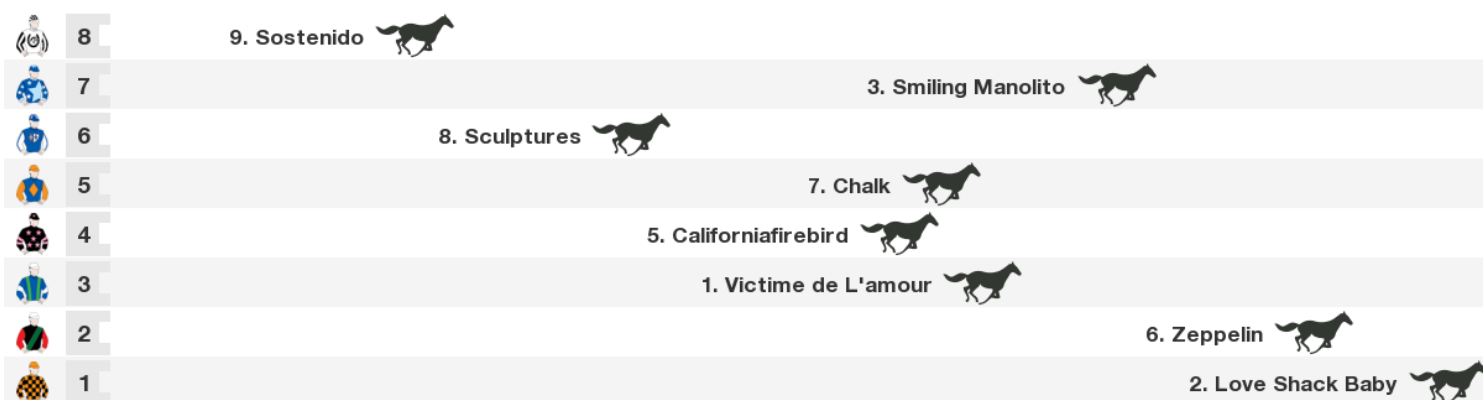 8 9. Sostenido
7 3. Smiling Manolito
6 8. Sculptures
5 7. Chalk
4 5. Californiafirebird
3 1. Victime de L'amour
2 6. Zeppelin
1 2. Love Shack Baby